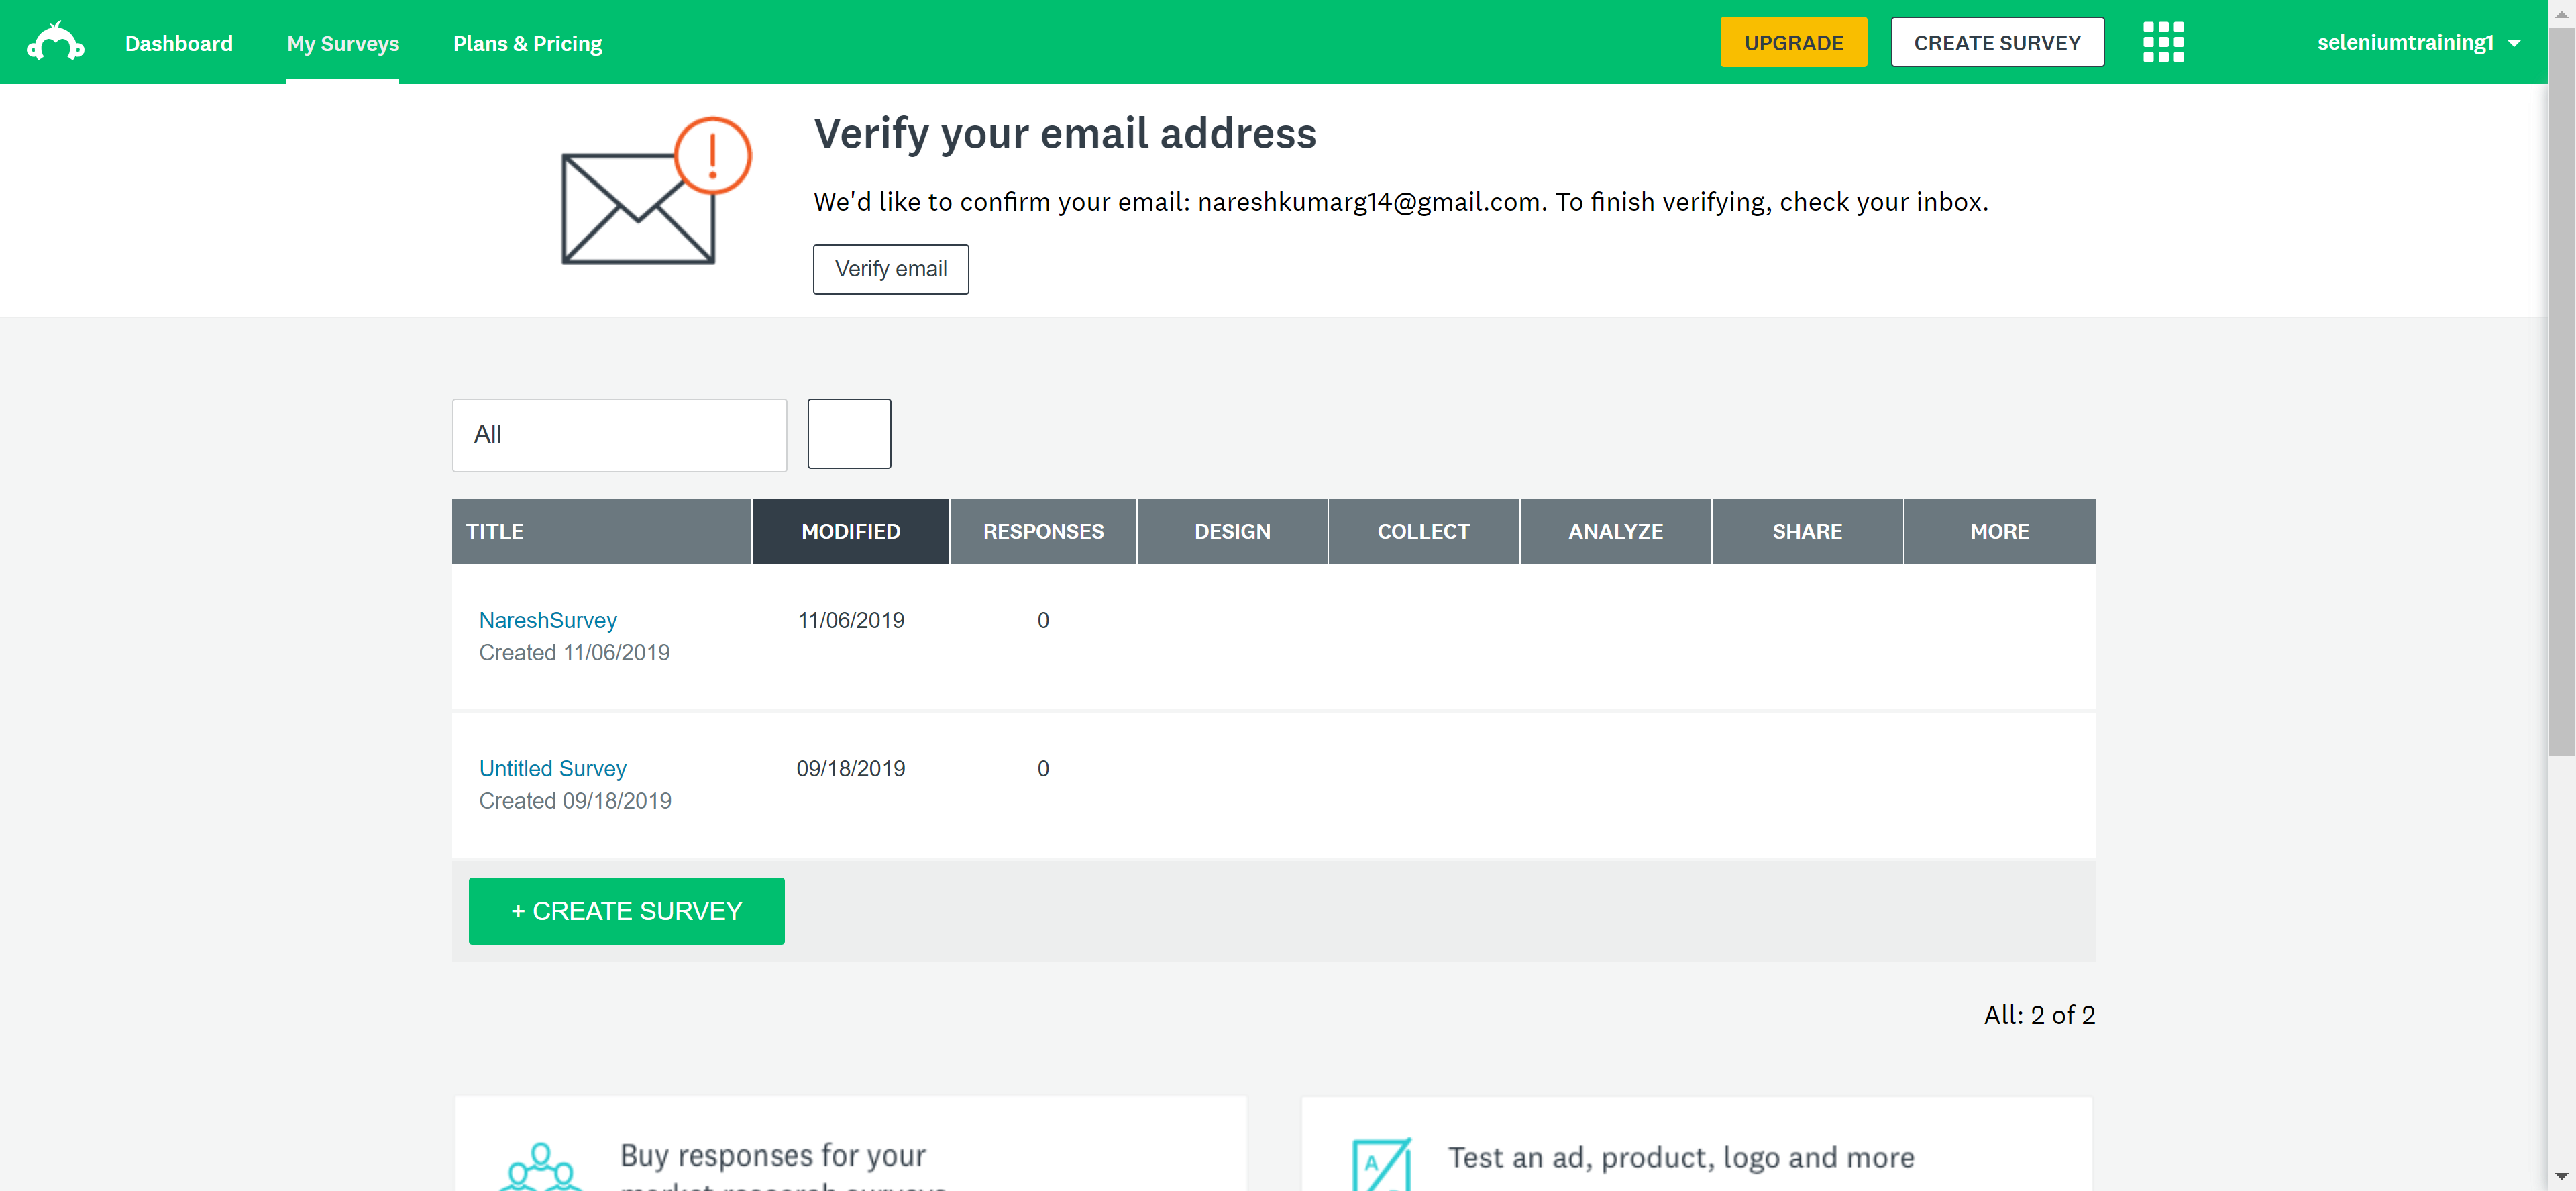 Dashboard
My Surveys
Plans & Pricing
UPGRADE
CREATE SURVEY
seleniumtraining1
Verify your email address
We'd like to confirm your email: nareshkumarg14@gmail.com. To finish verifying, check your inbox.
Verify email
All
TITLE
MODIFIED
RESPONSES
DESIGN
COLLECT
ANALYZE
SHARE
MORE
NareshSurvey
11/06/2019
0
Created 11/06/2019
Untitled Survey
09/18/2019
0
Created 09/18/2019
+ CREATE SURVEY
All: 2 of 2
Buy responses for your
market research surveys
A
Test an ad, product, logo and more